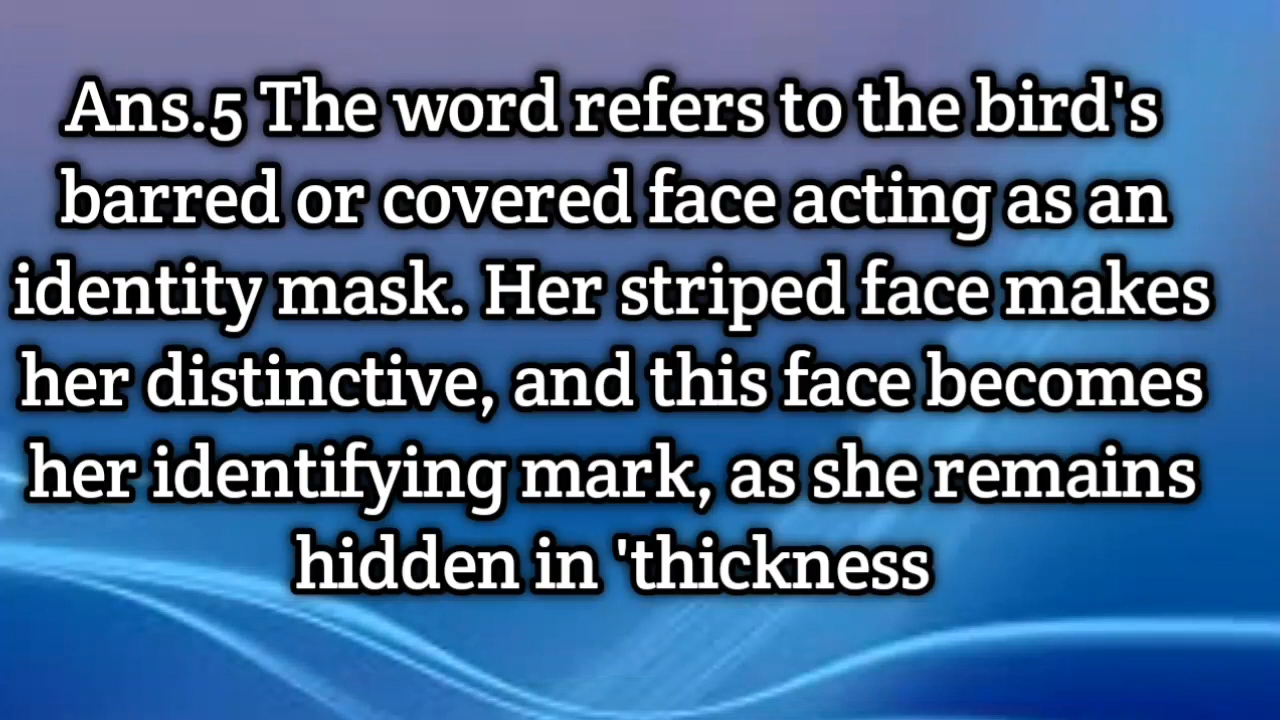 Ans.5 The word refers to the bird's
barred or covered face acting as an
identity mask. Her striped face makes
her distinctive, and this face becomes
her identifying mark, as she remains
hidden in 'thickness